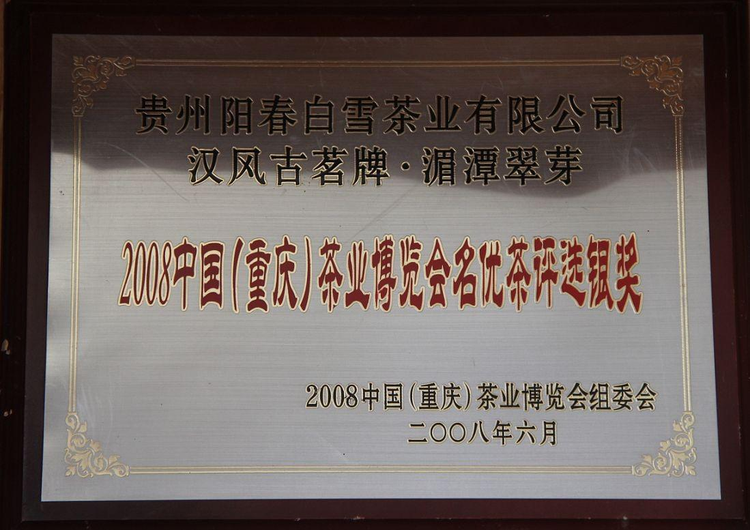 贵州阳春白雪茶业有限公司
汉风古茗牌·湄潭翠芽
2008中国(重庆)茶业博览会名优茶评选银奖
2008中国(重庆)茶业博览会组委会
二〇〇八年六月